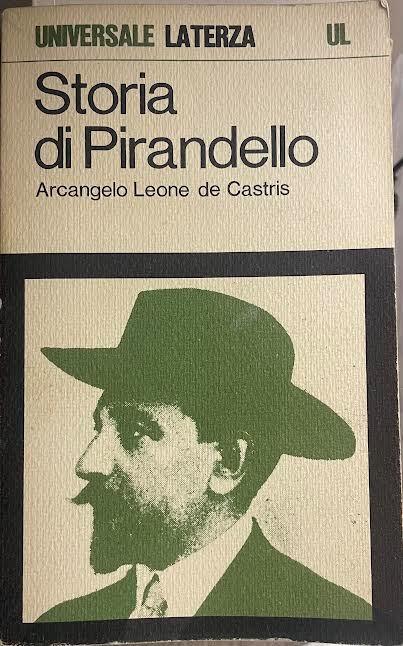 UNIVERSALE LATERZA UL
Storia
di Pirandello
Arcangelo Leone de Castris